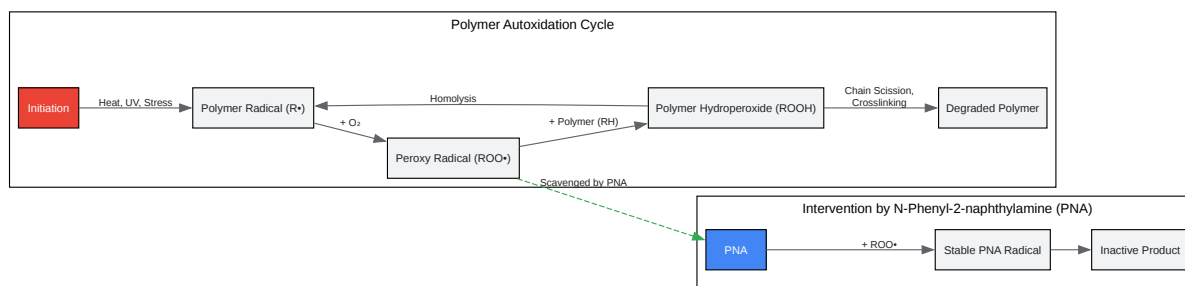 Polymer Autoxidation Cycle
Initiation
Heat, UV, Stress
Polymer Radical (R•)
Homolysis
Polymer Hydroperoxide (ROOH)
Chain Scission,
Crosslinking
Degraded Polymer
+ O₂
Peroxy Radical (ROO•)
+ Polymer (RH)
Scavenged by PNA
Intervention by N-Phenyl-2-naphthylamine (PNA)
PNA
+ ROO•
Stable PNA Radical
Inactive Product